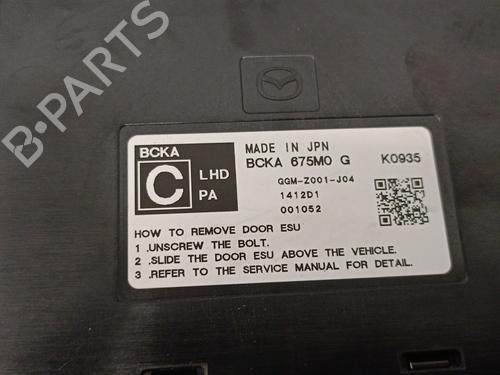 BCKA
C
LHD
PA
MADE IN JPN
BCKA 675M0 G
K0935
GGM-Z001-J04
1412D1
001052
HOW TO REMOVE DOOR ESU
1 .UNSCREW THE BOLT.
2 .SLIDE THE DOOR ESU ABOVE THE VEHICLE.
3 .REFER TO THE SERVICE MANUAL FOR DETAIL.
B-PARTS